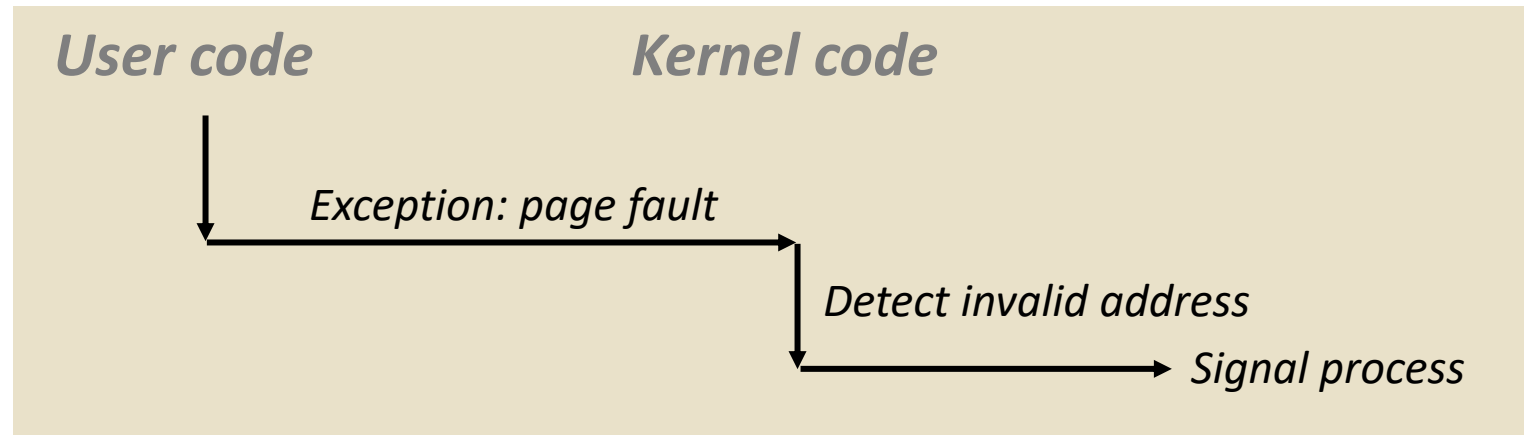 User code
Kernel code
Exception: page fault
Detect invalid address
Signal process